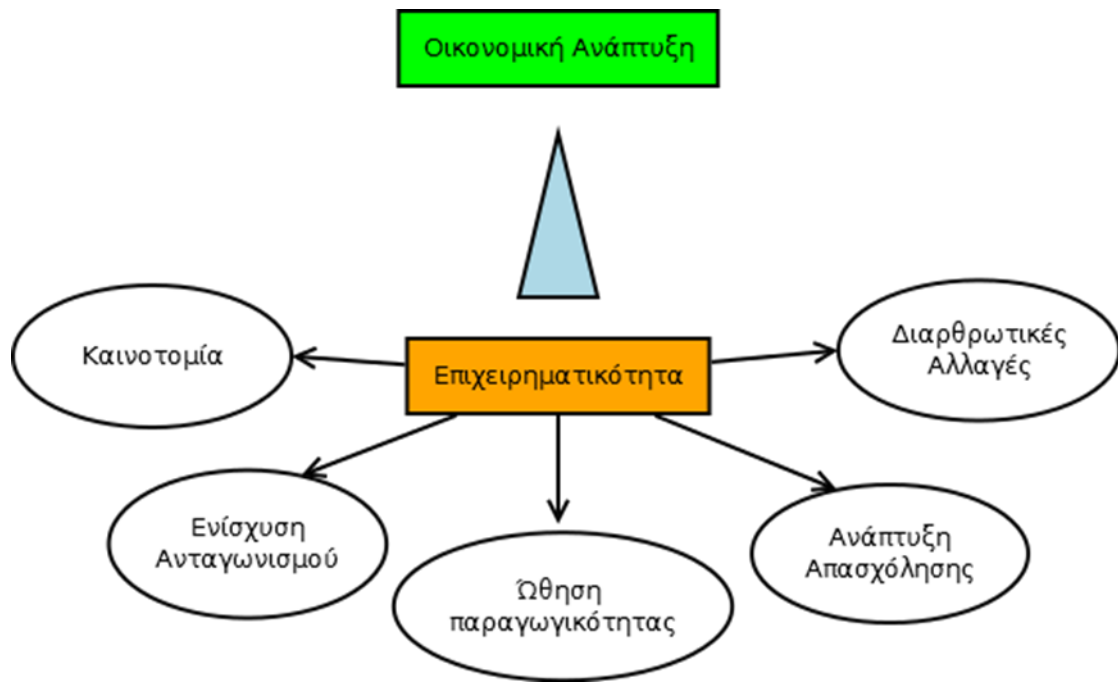 Οικονομική Ανάπτυξη
Καινοτομία
Επιχειρηματικότητα
Διαρθρωτικές
Αλλαγές
Ενίσχυση
Ανταγωνισμού
Ώθηση
παραγωγικότητας
Ανάπτυξη
Απασχόλησης